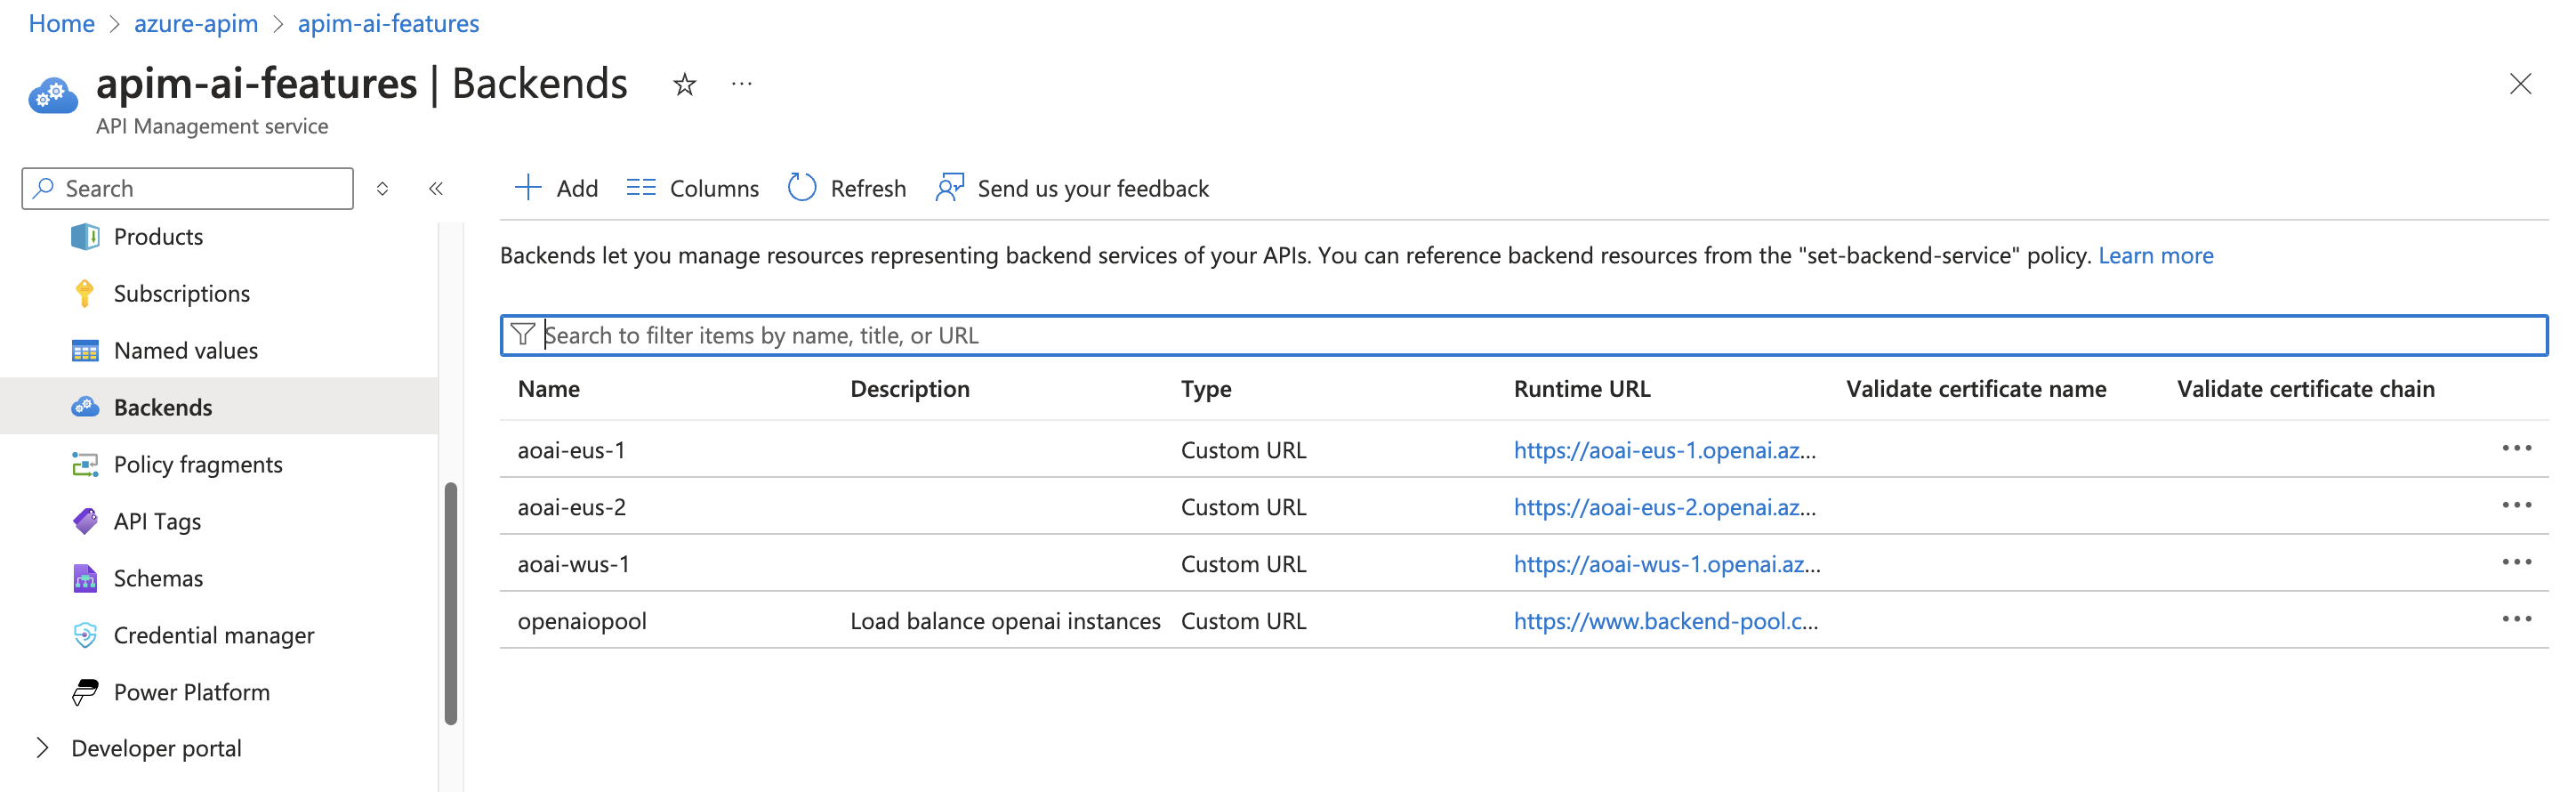 Home > azure-apim > apim-ai-features
apim-ai-features | Backends
API Management service
Search
Products
Subscriptions
Named values
Backends
Policy fragments
API Tags
Schemas
Credential manager
Power Platform
Developer portal
Add Columns Refresh Send us your feedback
Backends let you manage resources representing backend services of your APIs. You can reference backend resources from the "set-backend-service" policy. Learn more
Search to filter items by name, title, or URL
Name Description Type Runtime URL Validate certificate name Validate certificate chain
aoai-eus-1 Custom URL https://aoai-eus-1.openai.az...
aoai-eus-2 Custom URL https://aoai-eus-2.openai.az...
aoai-wus-1 Custom URL https://aoai-wus-1.openai.az...
openaiopool Load balance openai instances Custom URL https://www.backend-pool.c...